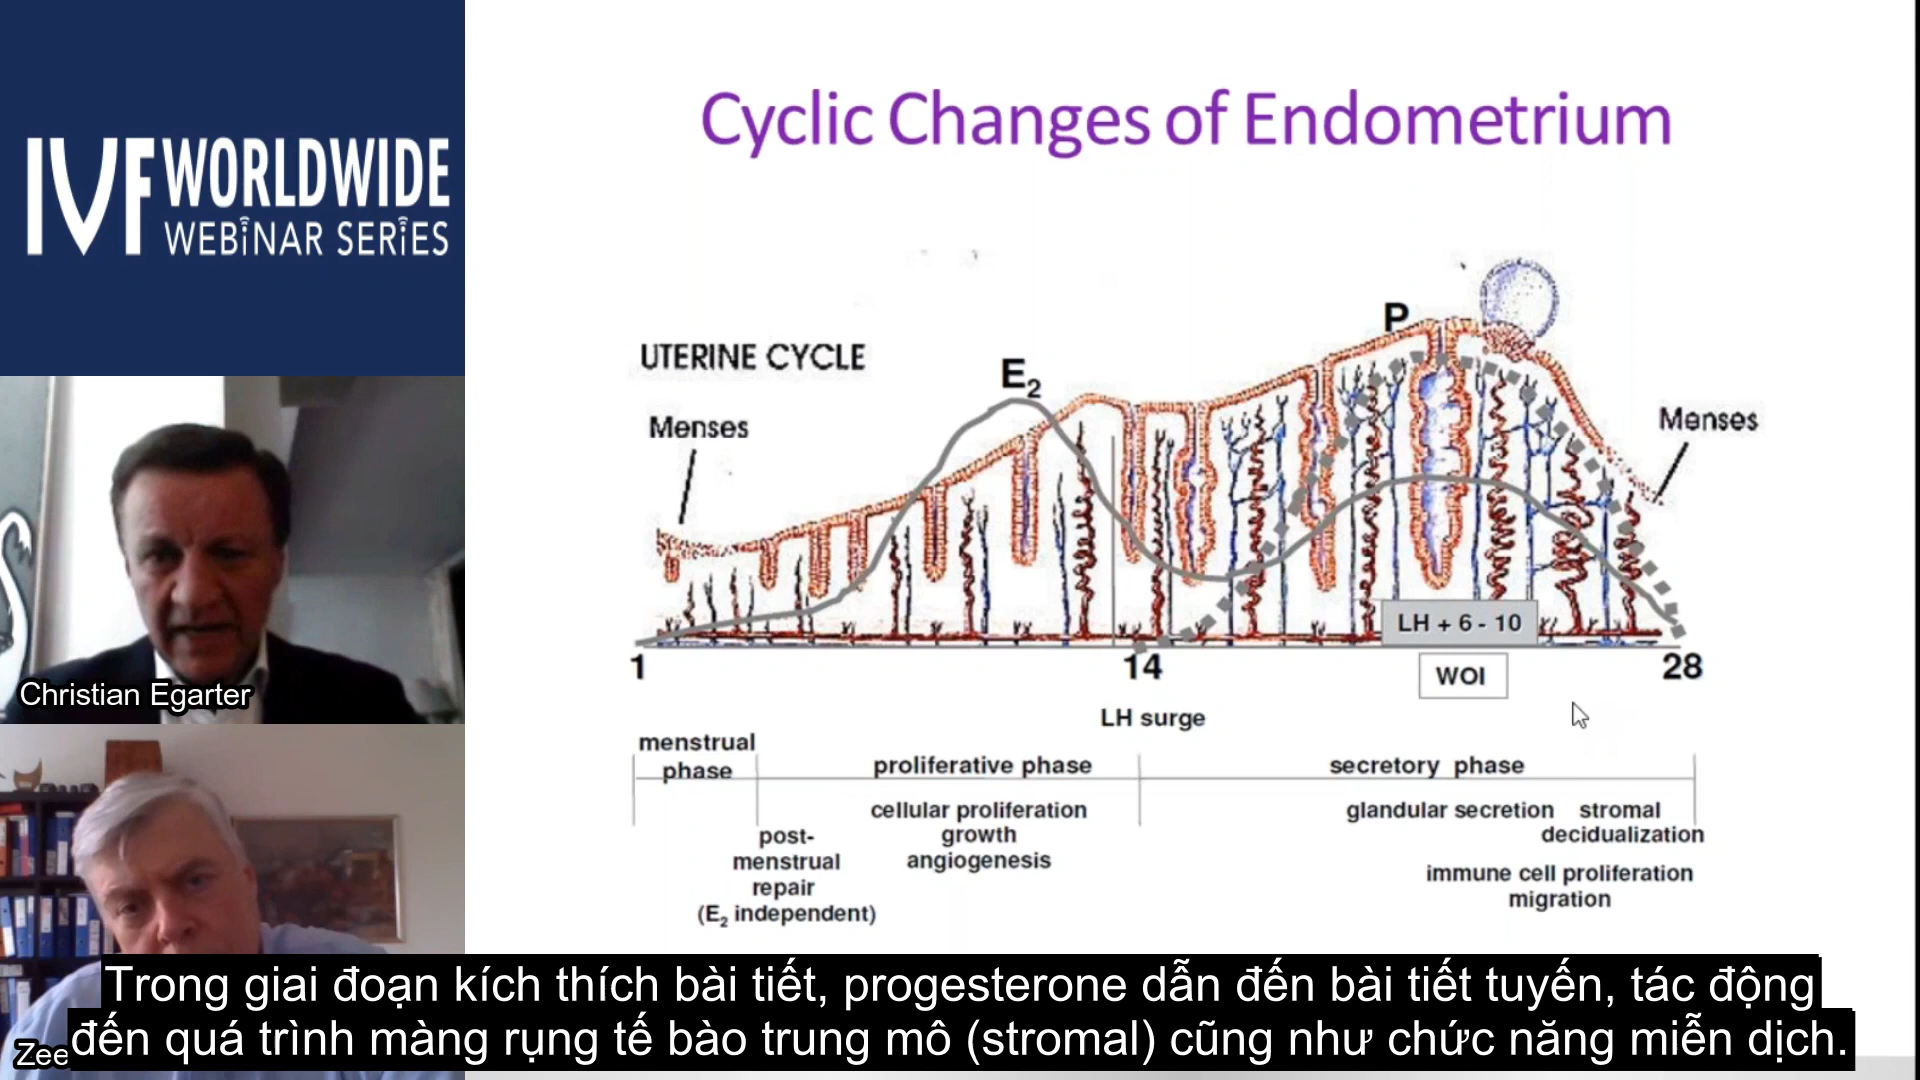 IVF WORLDWIDE
WEBINAR SERIES
Christian Egarter
Zee
Cyclic Changes of Endometrium
UTERINE CYCLE
Menses
E2
P
Menses
LH + 6 - 10
1
14
WOI
28
LH surge
menstrual
phase
proliferative phase
secretory phase
cellular proliferation
growth
angiogenesis
glandular secretion
stromal
decidualization
post-
menstrual
repair
(E2 independent)
immune cell proliferation
migration
Trong giai đoạn kích thích bài tiết, progesterone dẫn đến bài tiết tuyến, tác động
đến quá trình màng rụng tế bào trung mô (stromal) cũng như chức năng miễn dịch.